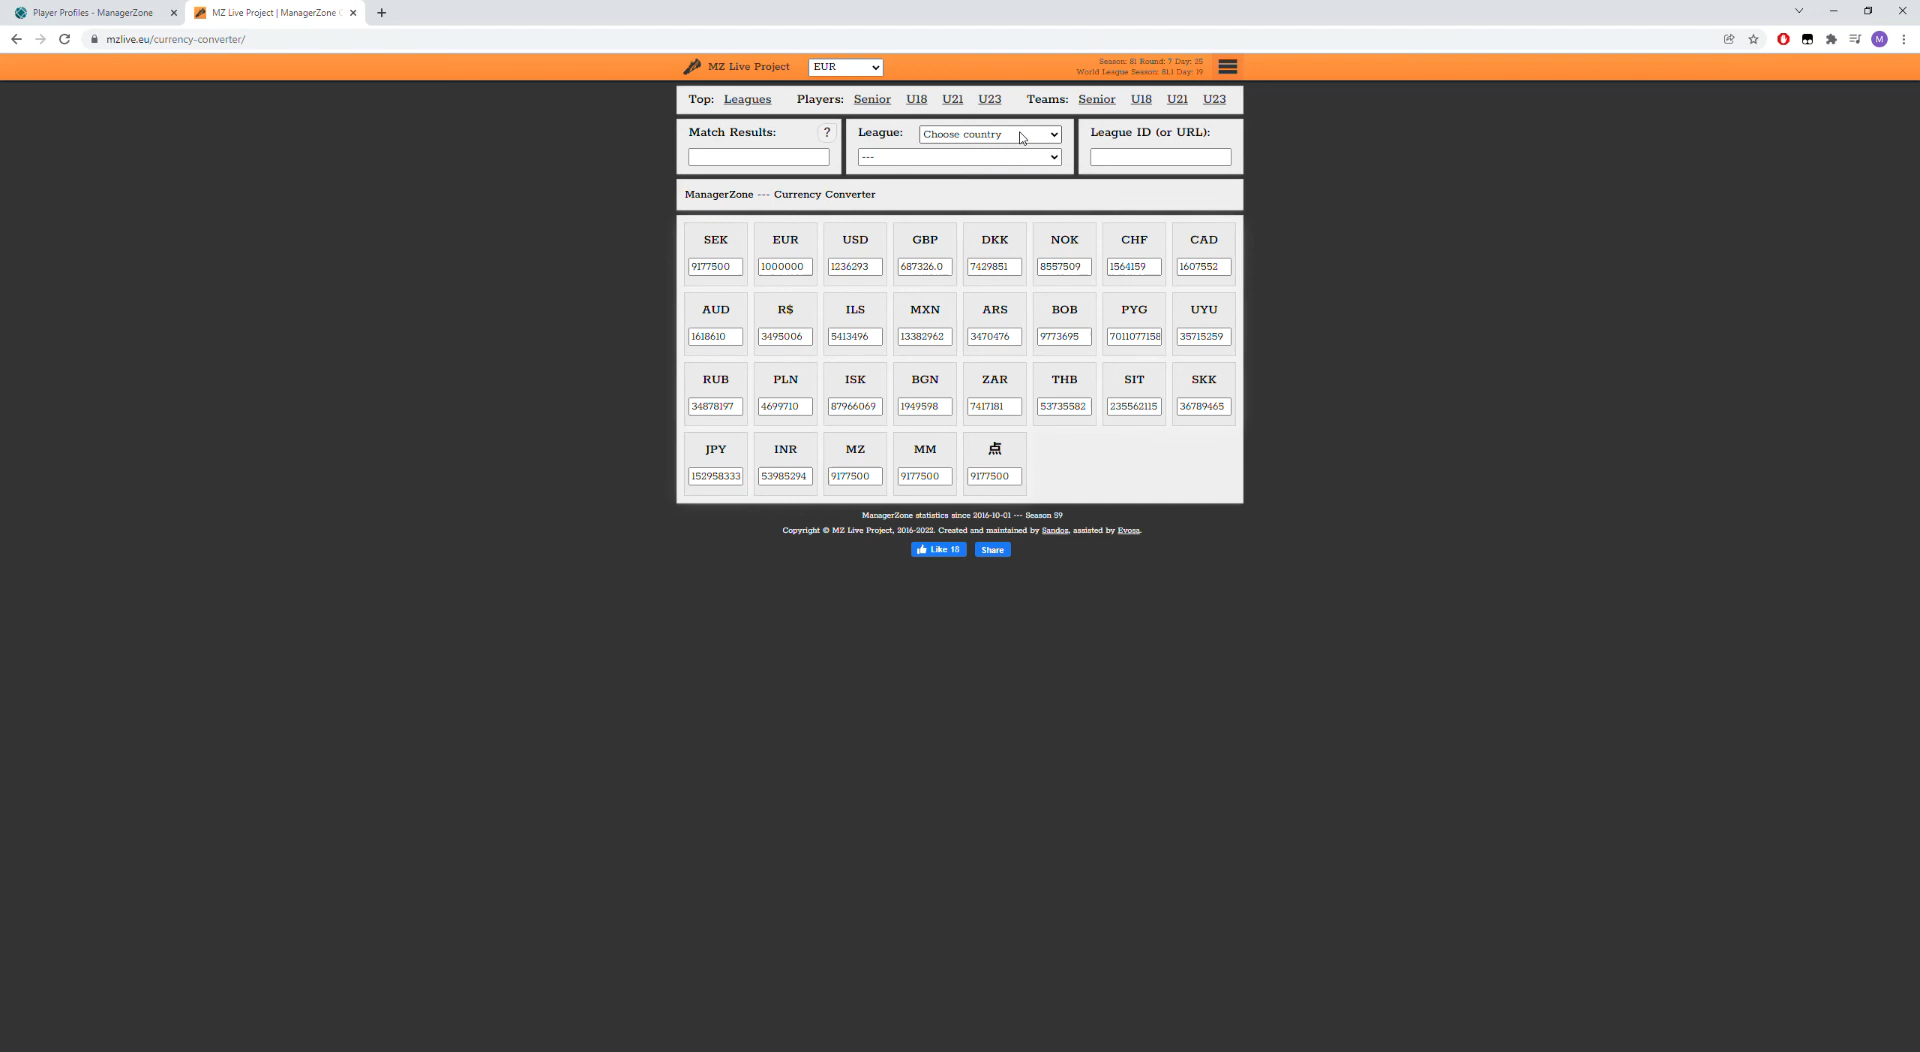 Player Profiles - ManagerZone
MZ Live Project | ManagerZone C
mzlive.eu/currency-converter/
M
MZ Live Project
EUR
Season: 81 Round: 7 Day: 25
World League Season: 81.1 Day: 19
Top: Leagues Players: Senior U18 U21 U23 Teams: Senior U18 U21 U23
Match Results: ?
League: Choose country
---
League ID (or URL):
ManagerZone --- Currency Converter
SEK EUR USD GBP DKK NOK CHF CAD
9177500 1000000 1236293 687326.0 7429851 8557509 1564159 1607552
AUD R$ ILS MXN ARS BOB PYG UYU
1618610 3495006 5413496 13382962 3470476 9773695 7011077158 35715259
RUB PLN ISK BGN ZAR THB SIT SKK
34878197 4699710 87966069 1949598 7417181 53735582 235562115 36789465
JPY INR MZ MM 点
152958333 53985294 9177500 9177500 9177500
ManagerZone statistics since 2016-10-01 --- Season 59
Copyright © MZ Live Project, 2016-2022. Created and maintained by Sandos, assisted by Evosa.
Like 18 Share